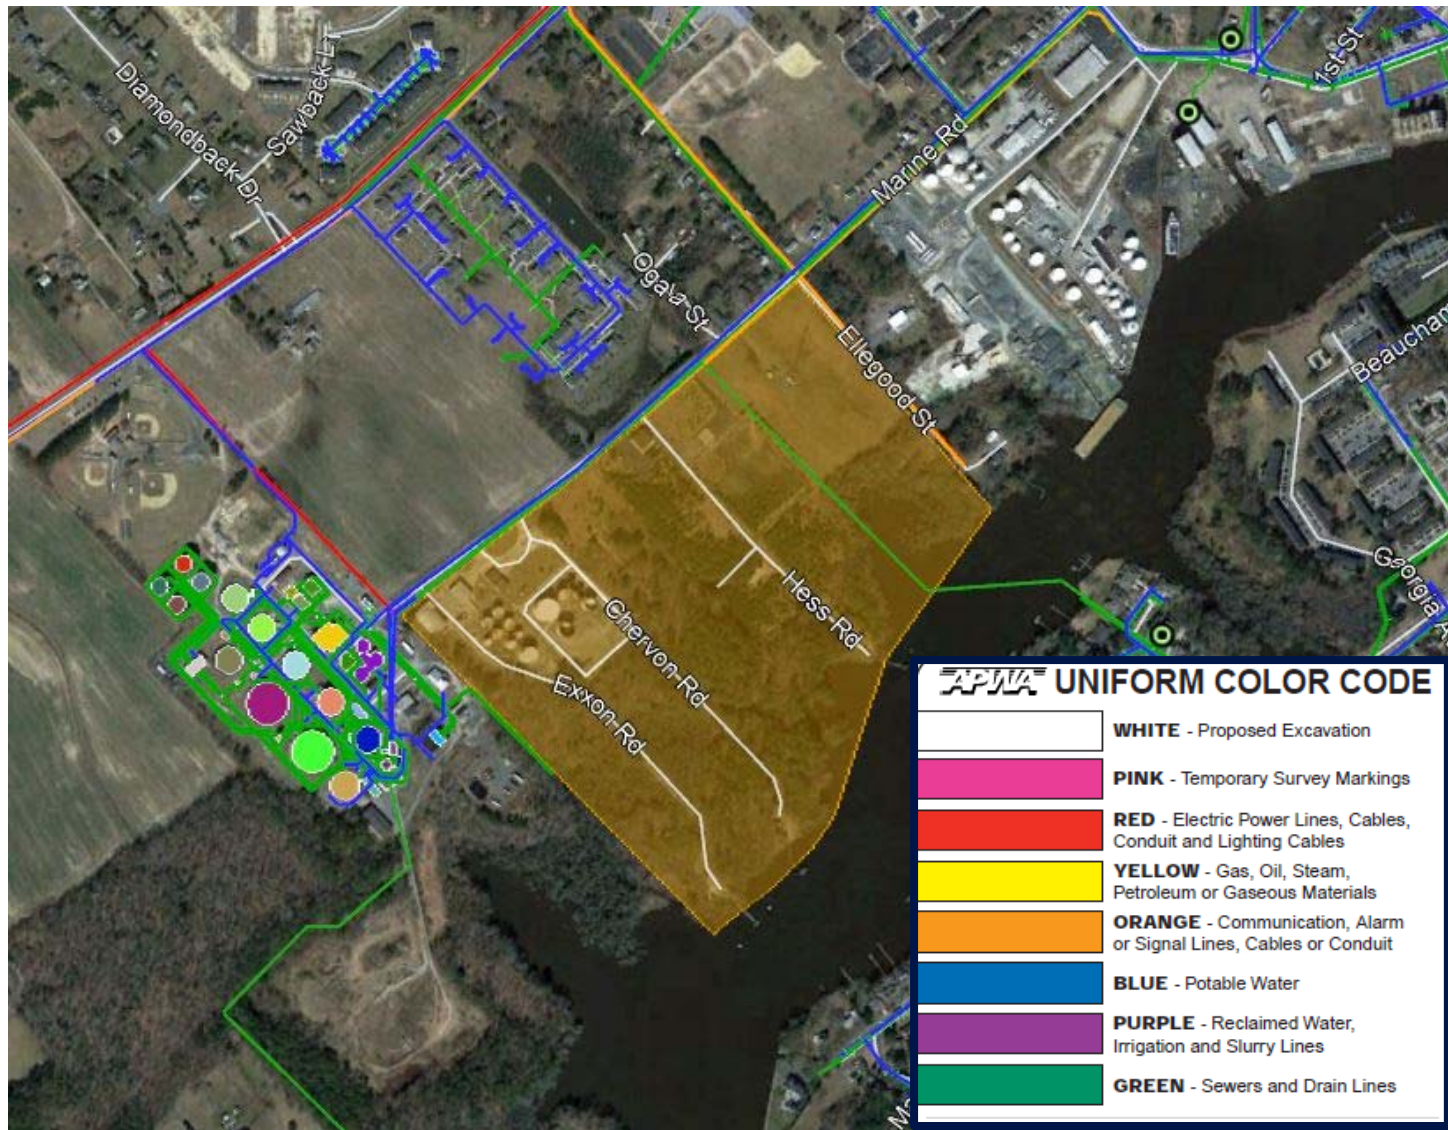 Sawback Ln
Diamondback Dr
1st St
Marine Rd
Ogala St
Ellegood St
Beaucham
Georgia A
Hess Rd
Chervon Rd
Exxon Rd
Ma
APWA UNIFORM COLOR CODE
WHITE - Proposed Excavation
PINK - Temporary Survey Markings
RED - Electric Power Lines, Cables,
Conduit and Lighting Cables
YELLOW - Gas, Oil, Steam,
Petroleum or Gaseous Materials
ORANGE - Communication, Alarm
or Signal Lines, Cables or Conduit
BLUE - Potable Water
PURPLE - Reclaimed Water,
Irrigation and Slurry Lines
GREEN - Sewers and Drain Lines